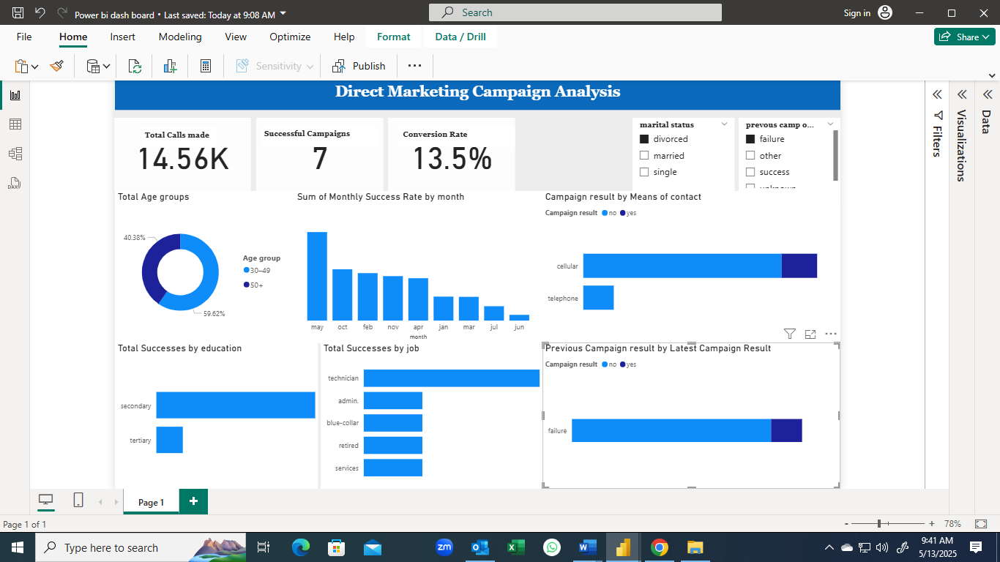 Power bi dash board • Last saved: Today at 9:08 AM
Search
Sign in
File Home Insert Modeling View Optimize Help Format Data / Drill
Share
Sensitivity
Publish
Direct Marketing Campaign Analysis
Total Calls made
14.56K
Successful Campaigns
7
Conversion Rate
13.5%
marital status
divorced
married
single
prevous camp o...
failure
other
success
unknown
Total Age groups
40.38%
59.62%
Age group
30–49
50+
Sum of Monthly Success Rate by month
may oct feb nov apr jan mar jul jun
month
Campaign result by Means of contact
Campaign result no yes
cellular
telephone
Total Successes by education
secondary
tertiary
Total Successes by job
technician
admin.
blue-collar
retired
services
Previous Campaign result by Latest Campaign Result
Campaign result no yes
failure
Filters
Visualizations
Data
DAX
Page 1
Page 1 of 1
- + 78%
Type here to search
zm
9:41 AM
5/13/2025